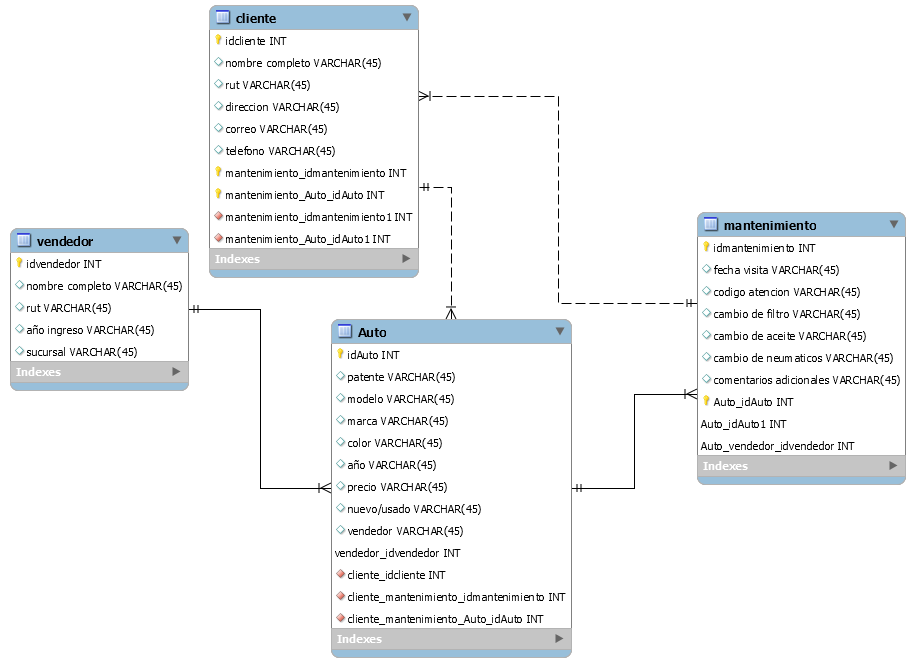 cliente
idcliente INT
nombre completo VARCHAR(45)
rut VARCHAR(45)
direccion VARCHAR(45)
correo VARCHAR(45)
telefono VARCHAR(45)
mantenimiento_idmantenimiento INT
mantenimiento_Auto_idAuto INT
mantenimiento_idmantenimiento1 INT
mantenimiento_Auto_idAuto1 INT
Indexes
vendedor
idvendedor INT
nombre completo VARCHAR(45)
rut VARCHAR(45)
año ingreso VARCHAR(45)
sucursal VARCHAR(45)
Indexes
Auto
idAuto INT
patente VARCHAR(45)
modelo VARCHAR(45)
marca VARCHAR(45)
color VARCHAR(45)
año VARCHAR(45)
precio VARCHAR(45)
nuevo/usado VARCHAR(45)
vendedor VARCHAR(45)
vendedor_idvendedor INT
cliente_idcliente INT
cliente_mantenimiento_idmantenimiento INT
cliente_mantenimiento_Auto_idAuto INT
Indexes
mantenimiento
idmantenimiento INT
fecha visita VARCHAR(45)
codigo atencion VARCHAR(45)
cambio de filtro VARCHAR(45)
cambio de aceite VARCHAR(45)
cambio de neumaticos VARCHAR(45)
comentarios adicionales VARCHAR(45)
Auto_idAuto INT
Auto_idAuto1 INT
Auto_vendedor_idvendedor INT
Indexes